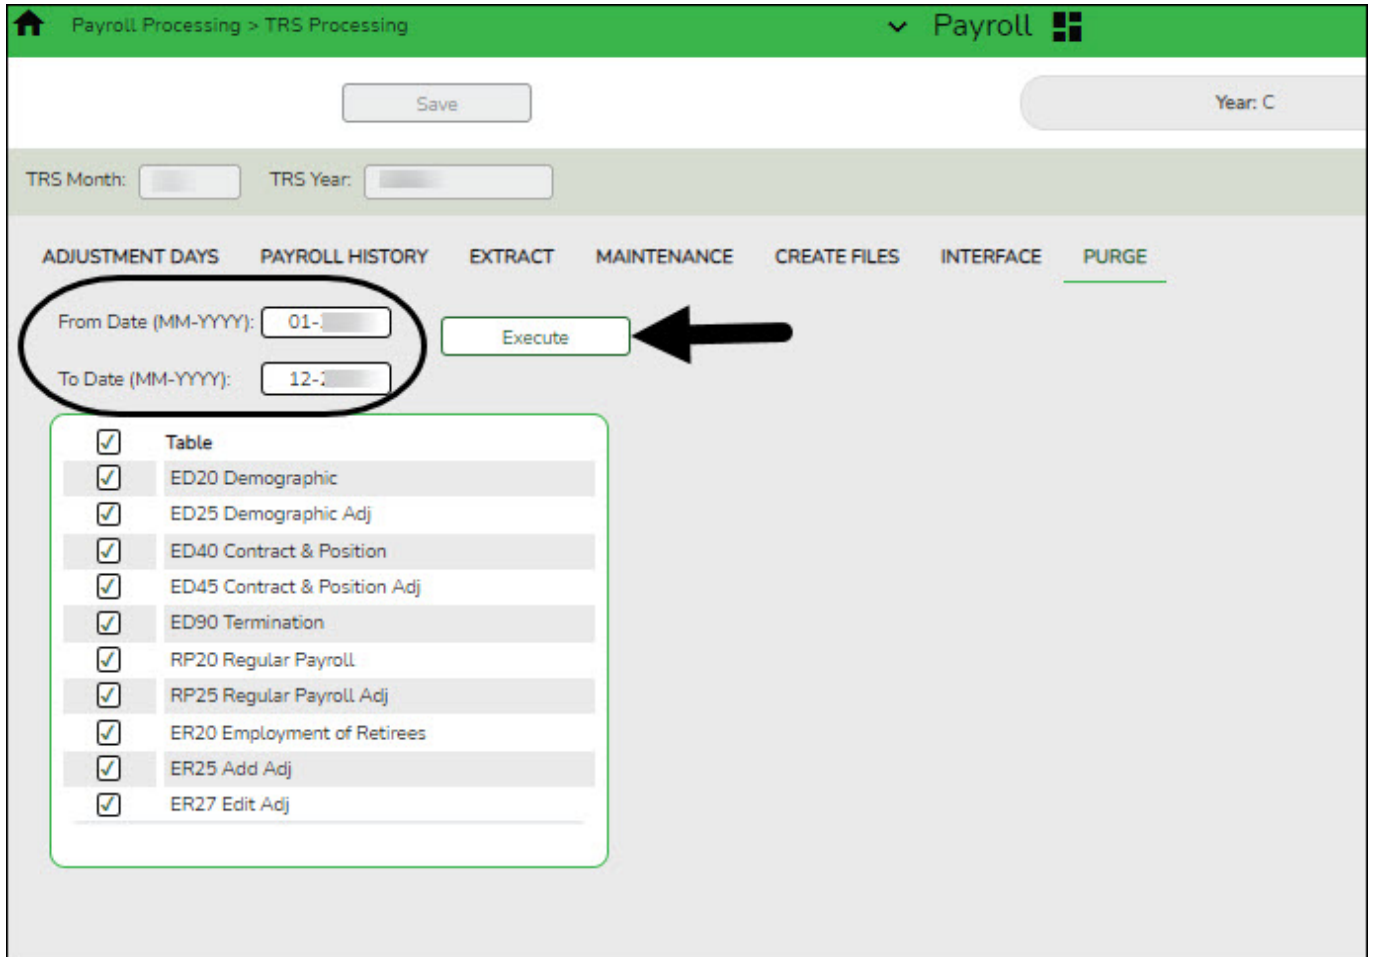 Payroll Processing > TRS Processing
Payroll
Save
Year: C
TRS Month:
TRS Year:
ADJUSTMENT DAYS PAYROLL HISTORY EXTRACT MAINTENANCE CREATE FILES INTERFACE PURGE
From Date (MM-YYYY): 01-
Execute
To Date (MM-YYYY): 12-
Table
ED20 Demographic
ED25 Demographic Adj
ED40 Contract & Position
ED45 Contract & Position Adj
ED90 Termination
RP20 Regular Payroll
RP25 Regular Payroll Adj
ER20 Employment of Retirees
ER25 Add Adj
ER27 Edit Adj